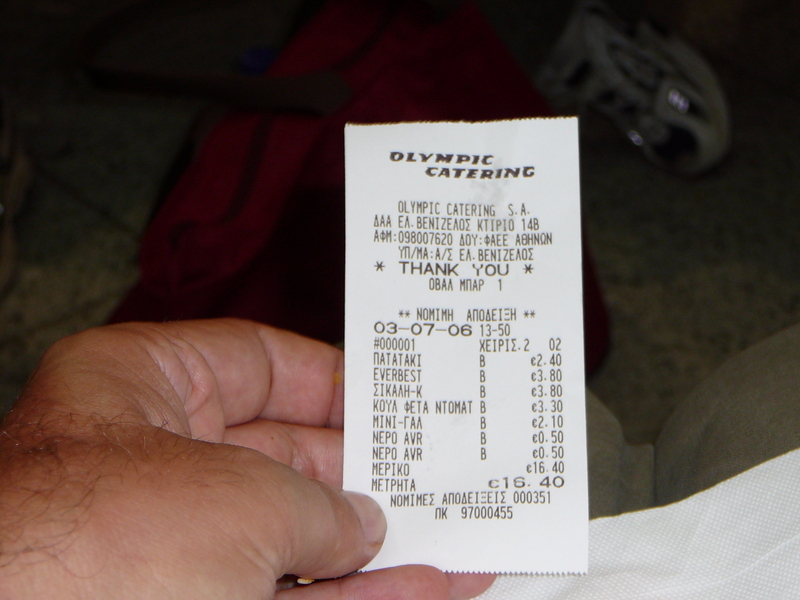 OLYMPIC
CATERING
OLYMPIC CATERING S.A.
ΔΑΑ ΕΛ.ΒΕΝΙΖΕΛΟΣ ΚΤΙΡΙΟ 14Β
ΑΦΜ:098007620 ΔΟΥ:ΦΑΕΕ ΑΘΗΝΩΝ
ΥΠ/ΜΑ:Α/Σ ΕΛ.ΒΕΝΙΖΕΛΟΣ
* THANK YOU *
ΟΒΑΛ ΜΠΑΡ 1
** ΝΟΜΙΜΗ ΑΠΟΔΕΙΞΗ **
03-07-06 13-50
#000001 ΧΕΙΡΙΣ.2 02
ΠΑΤΑΤΑΚΙ Β €2.40
EVERBEST Β €3.80
ΣΙΚΑΛΗ-Κ Β €3.80
ΚΟΥΛ ΦΕΤΑ ΝΤΟΜΑΤ Β €3.30
ΜΙΝΙ-ΓΑΛ Β €2.10
ΝΕΡΟ AVR Β €0.50
ΝΕΡΟ AVR Β €0.50
ΜΕΡΙΚΟ €16.40
ΜΕΤΡΗΤΑ €16.40
ΝΟΜΙΜΕΣ ΑΠΟΔΕΙΞΕΙΣ 000351
ΠΚ 97000455